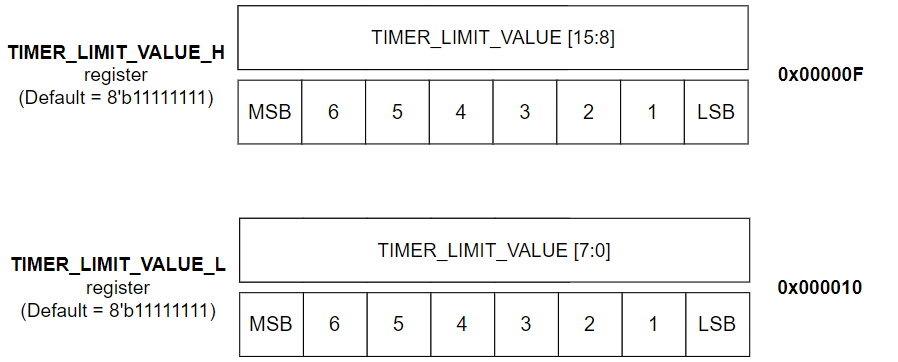 TIMER_LIMIT_VALUE_H
register
(Default = 8'b11111111)
TIMER_LIMIT_VALUE [15:8]
MSB 6 5 4 3 2 1 LSB
0x00000F
TIMER_LIMIT_VALUE_L
register
(Default = 8'b11111111)
TIMER_LIMIT_VALUE [7:0]
MSB 6 5 4 3 2 1 LSB
0x000010